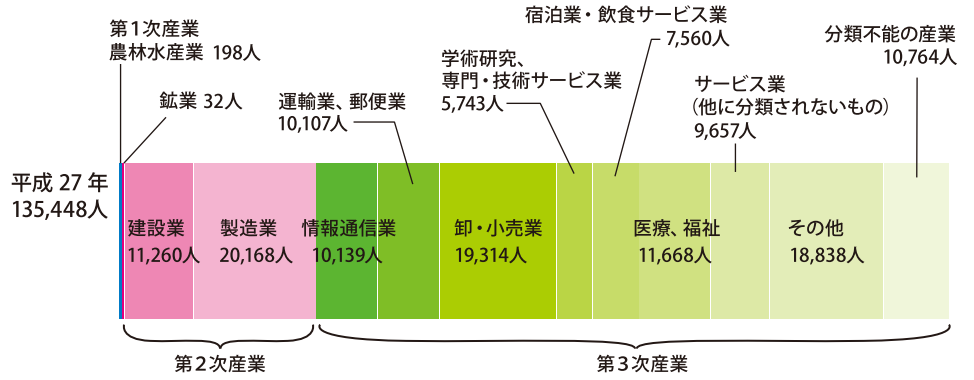 第１次産業
農林水産業 198人
鉱業 32人
運輸業、郵便業
10,107人
学術研究、
専門・技術サービス業
5,743人
宿泊業・飲食サービス業
7,560人
サービス業
（他に分類されないもの）
9,657人
分類不能の産業
10,764人
平成 27 年
135,448人
建設業
11,260人
製造業
20,168人
情報通信業
10,139人
卸・小売業
19,314人
医療、福祉
11,668人
その他
18,838人
第２次産業
第３次産業